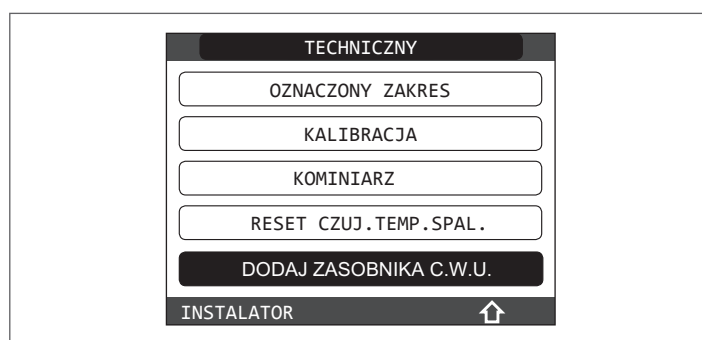 TECHNICZNY
OZNACZONY ZAKRES
KALIBRACJA
KOMINIARZ
RESET CZUJ.TEMP.SPAL.
DODAJ ZASOBNIKA C.W.U.
INSTALATOR